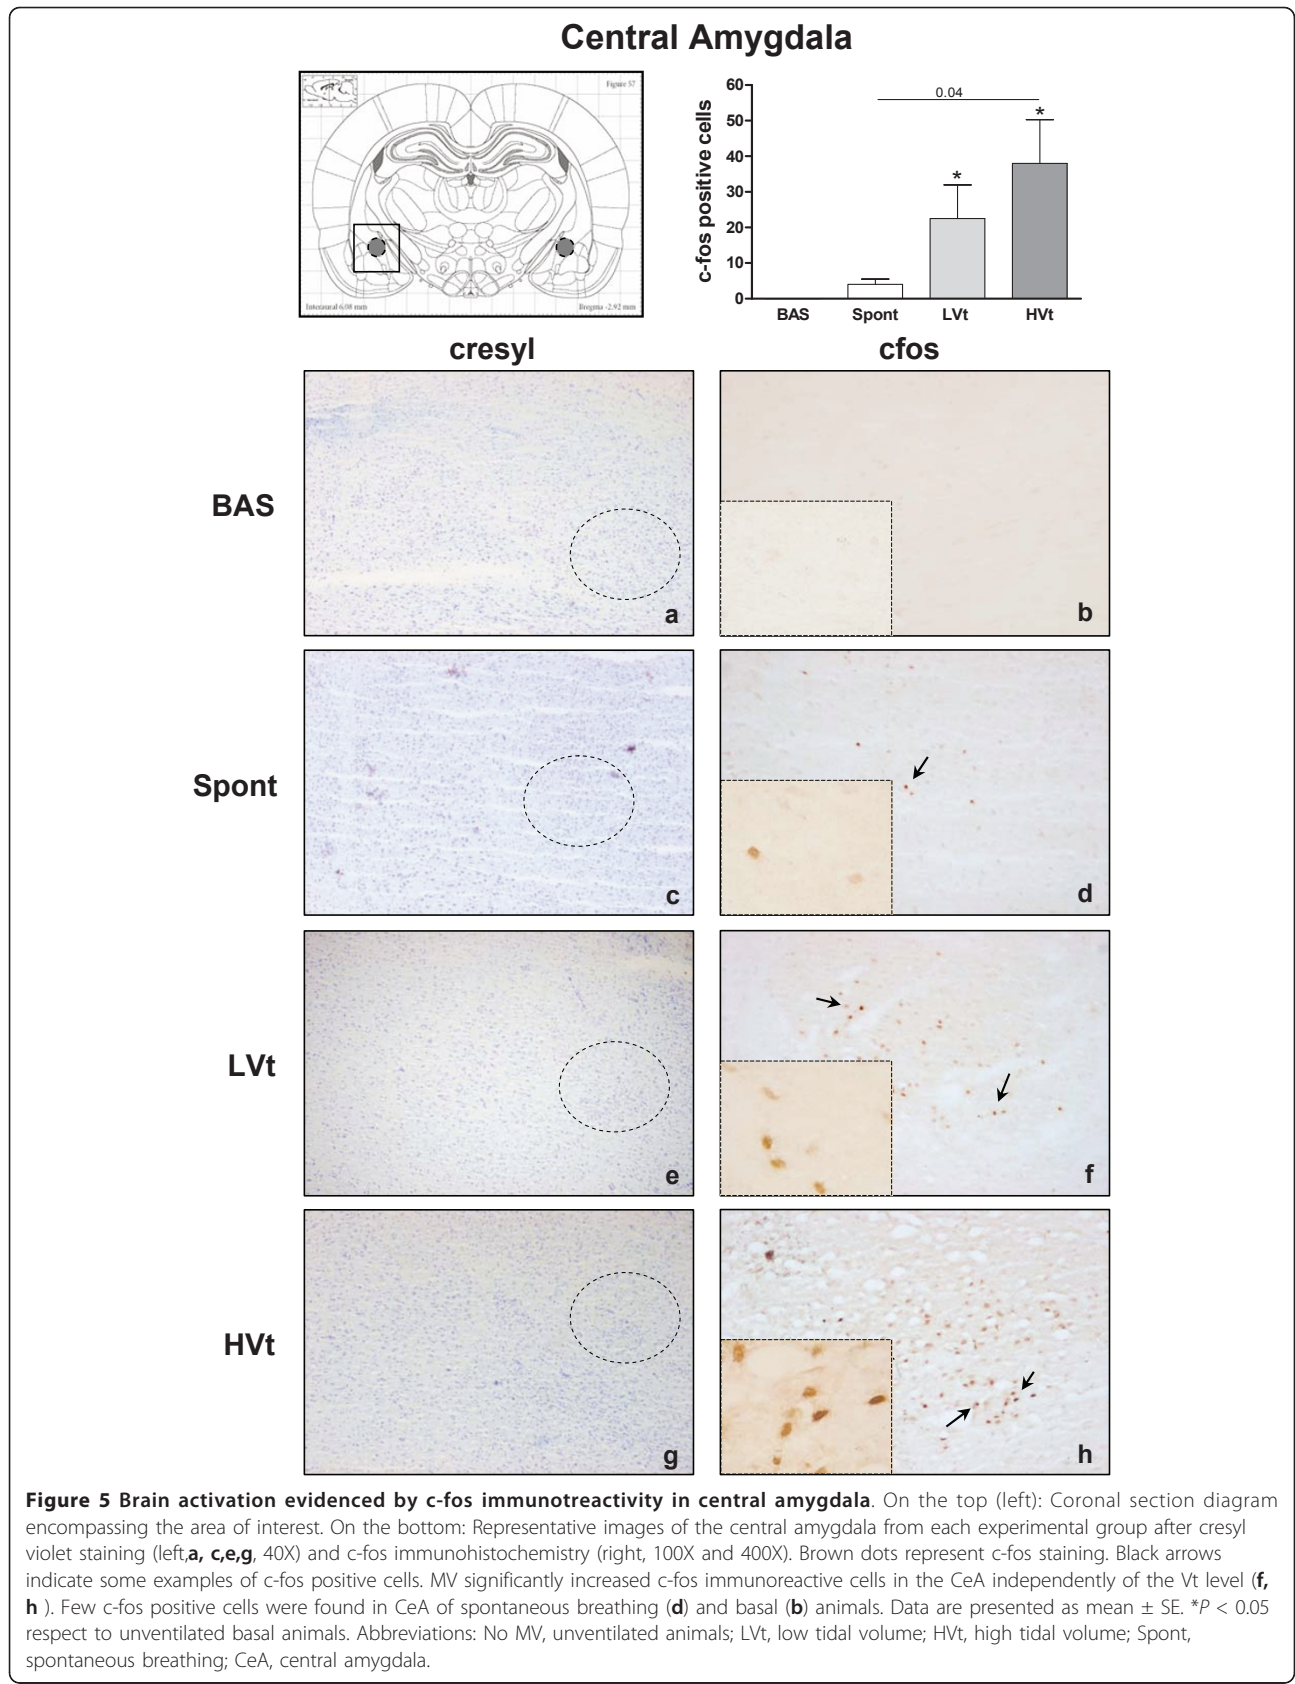 Central Amygdala
Figure 57
Interaural 6.08 mm
Bregma -2.92 mm
c-fos positive cells
60
50
40
30
20
10
0
0.04
*
*
BAS Spont LVt HVt
cresyl cfos
BAS
a
b
Spont
c
d
LVt
e
f
HVt
g
h
Figure 5 Brain activation evidenced by c-fos immunotreactivity in central amygdala. On the top (left): Coronal section diagram
encompassing the area of interest. On the bottom: Representative images of the central amygdala from each experimental group after cresyl
violet staining (left,a, c,e,g, 40X) and c-fos immunohistochemistry (right, 100X and 400X). Brown dots represent c-fos staining. Black arrows
indicate some examples of c-fos positive cells. MV significantly increased c-fos immunoreactive cells in the CeA independently of the Vt level (f,
h ). Few c-fos positive cells were found in CeA of spontaneous breathing (d) and basal (b) animals. Data are presented as mean ± SE. *P < 0.05
respect to unventilated basal animals. Abbreviations: No MV, unventilated animals; LVt, low tidal volume; HVt, high tidal volume; Spont,
spontaneous breathing; CeA, central amygdala.